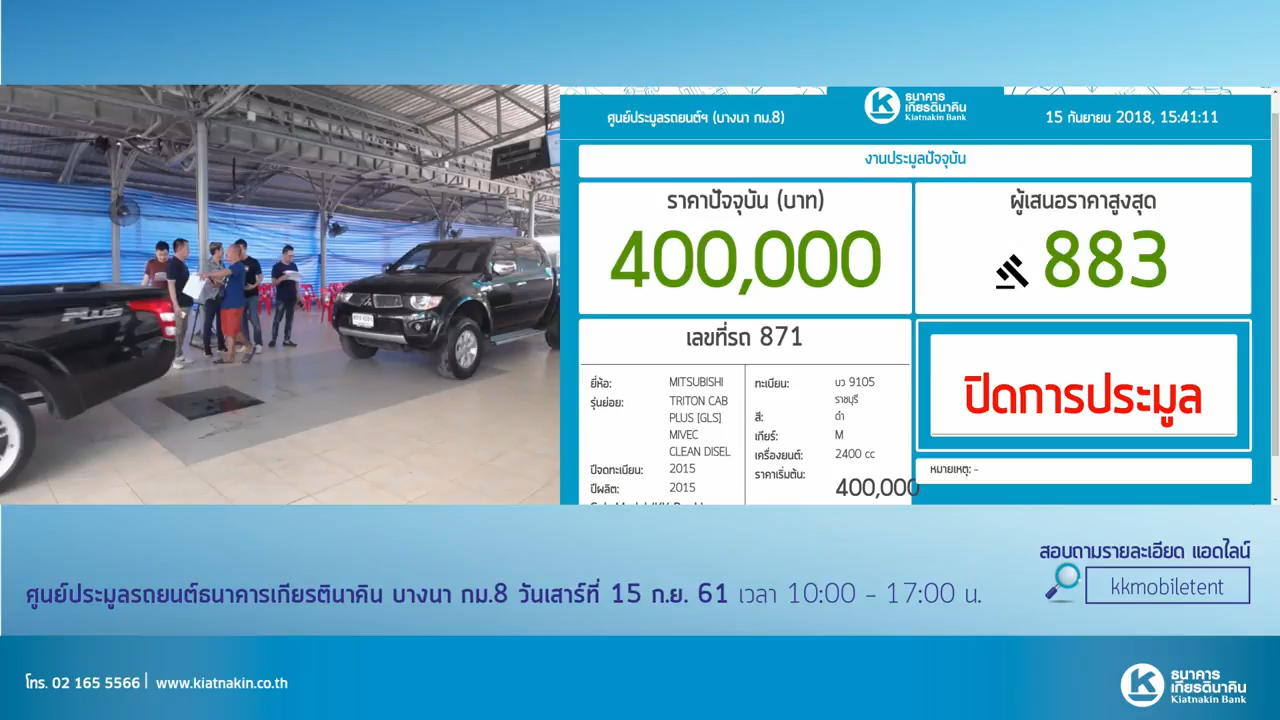 PLUS
ศูนย์ประมูลรถยนต์ฯ (บางนา กม.8)
ธนาคาร
เกียรตินาคิน
Kiatnakin Bank
15 กันยายน 2018, 15:41:11
งานประมูลปัจจุบัน
ราคาปัจจุบัน (บาท)
400,000
ผู้เสนอราคาสูงสุด
883
เลขที่รถ 871
ยี่ห้อ: MITSUBISHI
รุ่นย่อย: TRITON CAB
PLUS [GLS]
MIVEC
CLEAN DISEL
ปีจดทะเบียน: 2015
ปีผลิต: 2015
ทะเบียน: บว 9105
ราชบุรี
สี: ดำ
เกียร์: M
เครื่องยนต์: 2400 cc
ราคาเริ่มต้น: 400,000
ปิดการประมูล
หมายเหตุ: -
สอบถามรายละเอียด แอดไลน์
kkmobiletent
ศูนย์ประมูลรถยนต์ธนาคารเกียรตินาคิน บางนา กม.8 วันเสาร์ที่ 15 ก.ย. 61 เวลา 10:00 - 17:00 น.
โทร. 02 165 5566 | www.kiatnakin.co.th
ธนาคาร
เกียรตินาคิน
Kiatnakin Bank